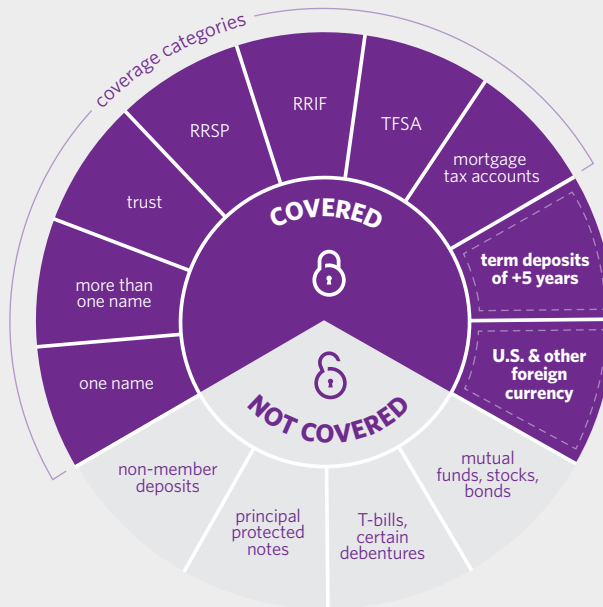 coverage categories
RRIF
RRSP
TFSA
mortgage
tax accounts
trust
COVERED
term deposits
of +5 years
more than
one name
one name
U.S. & other
foreign
currency
NOT COVERED
non-member
deposits
mutual
funds, stocks,
bonds
principal
protected
notes
T-bills,
certain
debentures